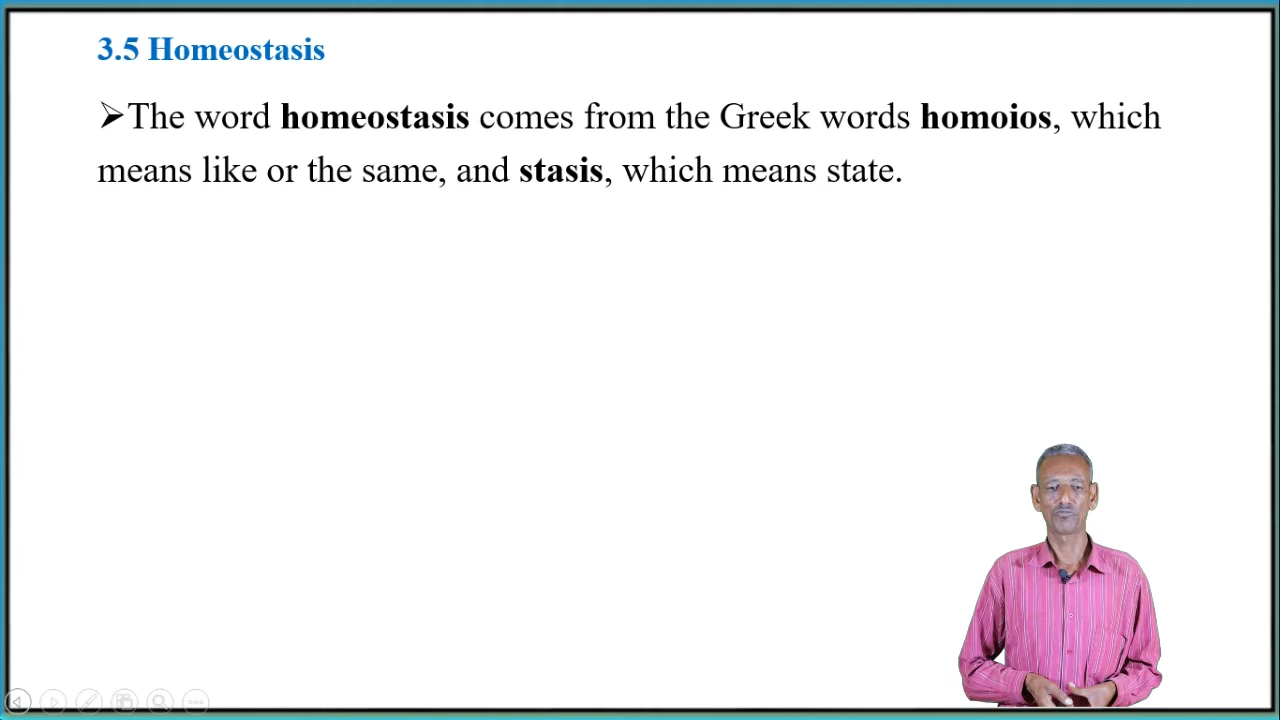 3.5 Homeostasis
➢The word homeostasis comes from the Greek words homoios, which
means like or the same, and stasis, which means state.